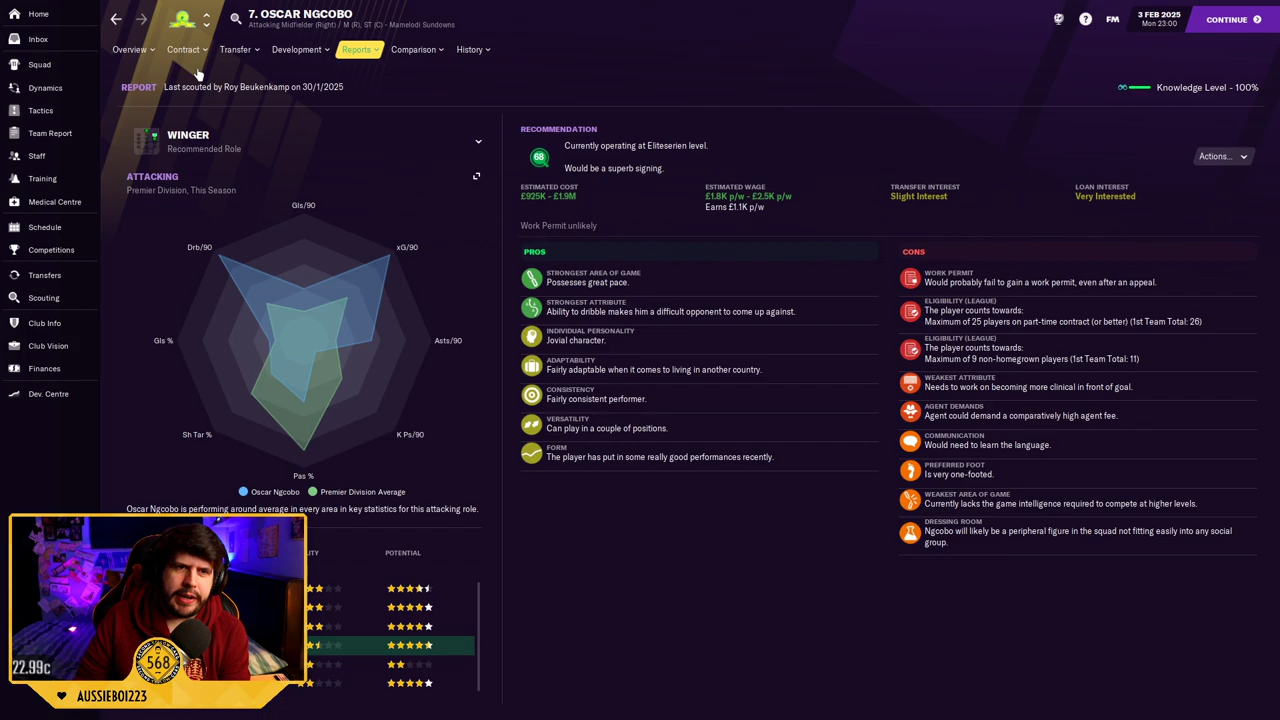 Home
7. OSCAR NGCOBO
Attacking Midfielder (Right) / M (R), ST (C) - Mamelodi Sundowns
FM
3 FEB 2025
Mon 23:00
CONTINUE
Inbox
Squad
Dynamics
Tactics
Team Report
Staff
Training
Medical Centre
Schedule
Competitions
Transfers
Scouting
Club Info
Club Vision
Finances
Dev. Centre
Overview
Contract
Transfer
Development
Reports
Comparison
History
REPORT Last scouted by Roy Beukenkamp on 30/1/2025
Knowledge Level - 100%
WINGER
Recommended Role
ATTACKING
Premier Division, This Season
Gls/90
xG/90
Asts/90
K Ps/90
Pas %
Sh Tar %
Gls %
Drb/90
Oscar Ngcobo
Premier Division Average
Oscar Ngcobo is performing around average in every area in key statistics for this attacking role.
POTENTIAL
RECOMMENDATION
68
Currently operating at Eliteserien level.
Would be a superb signing.
Actions...
ESTIMATED COST
£925K - £1.9M
ESTIMATED WAGE
£1.8K p/w - £2.5K p/w
Earns £1.1K p/w
TRANSFER INTEREST
Slight Interest
LOAN INTEREST
Very Interested
Work Permit unlikely
PROS
STRONGEST AREA OF GAME
Possesses great pace.
STRONGEST ATTRIBUTE
Ability to dribble makes him a difficult opponent to come up against.
INDIVIDUAL PERSONALITY
Jovial character.
ADAPTABILITY
Fairly adaptable when it comes to living in another country.
CONSISTENCY
Fairly consistent performer.
VERSATILITY
Can play in a couple of positions.
FORM
The player has put in some really good performances recently.
CONS
WORK PERMIT
Would probably fail to gain a work permit, even after an appeal.
ELIGIBILITY (LEAGUE)
The player counts towards:
Maximum of 25 players on part-time contract (or better) (1st Team Total: 26)
ELIGIBILITY (LEAGUE)
The player counts towards:
Maximum of 9 non-homegrown players (1st Team Total: 11)
WEAKEST ATTRIBUTE
Needs to work on becoming more clinical in front of goal.
AGENT DEMANDS
Agent could demand a comparatively high agent fee.
COMMUNICATION
Would need to learn the language.
PREFERRED FOOT
Is very one-footed.
WEAKEST AREA OF GAME
Currently lacks the game intelligence required to compete at higher levels.
DRESSING ROOM
Ngcobo will likely be a peripheral figure in the squad not fitting easily into any social
group.
22.99c
568
AUSSIEBOI223